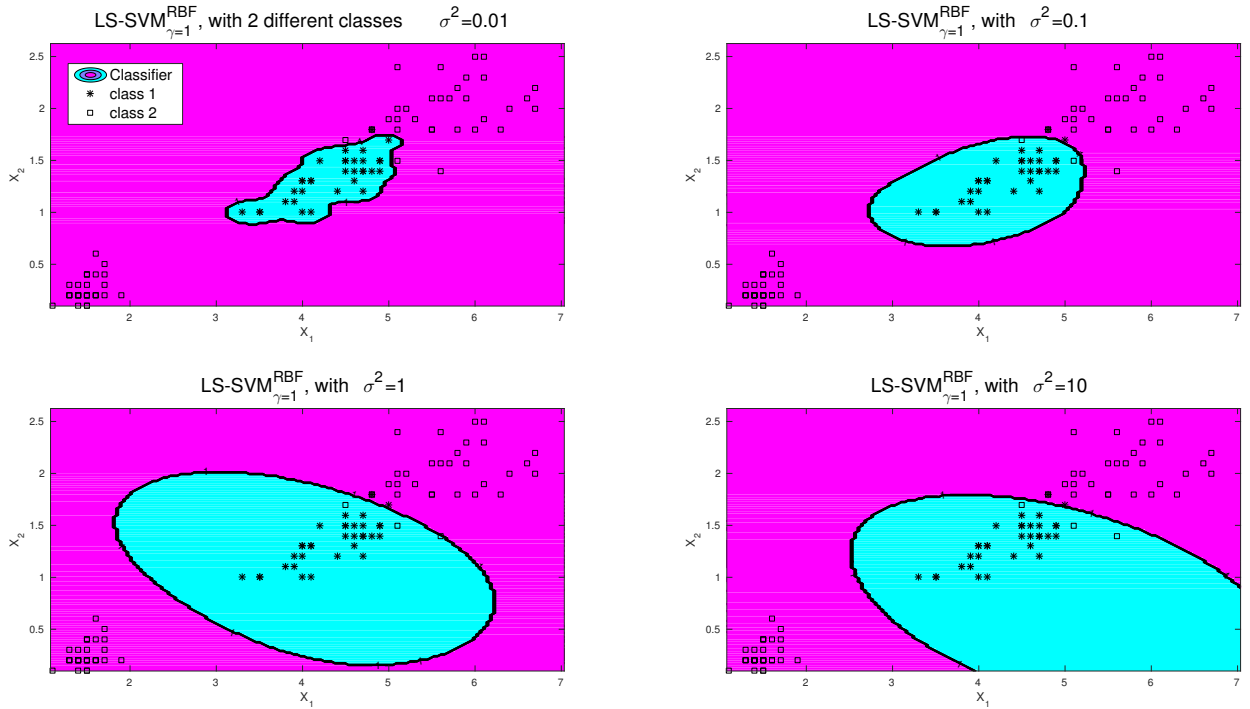 LS-SVM^RBF_γ=1, with 2 different classes σ^2=0.01
2.5
2
1.5
1
0.5
X_2
Classifier
class 1
class 2
2 3 4 5 6 7
X_1
LS-SVM^RBF_γ=1, with σ^2=0.1
2.5
2
1.5
1
0.5
X_2
2 3 4 5 6 7
X_1
LS-SVM^RBF_γ=1, with σ^2=1
2.5
2
1.5
1
0.5
X_2
2 3 4 5 6 7
X_1
LS-SVM^RBF_γ=1, with σ^2=10
2.5
2
1.5
1
0.5
X_2
2 3 4 5 6 7
X_1